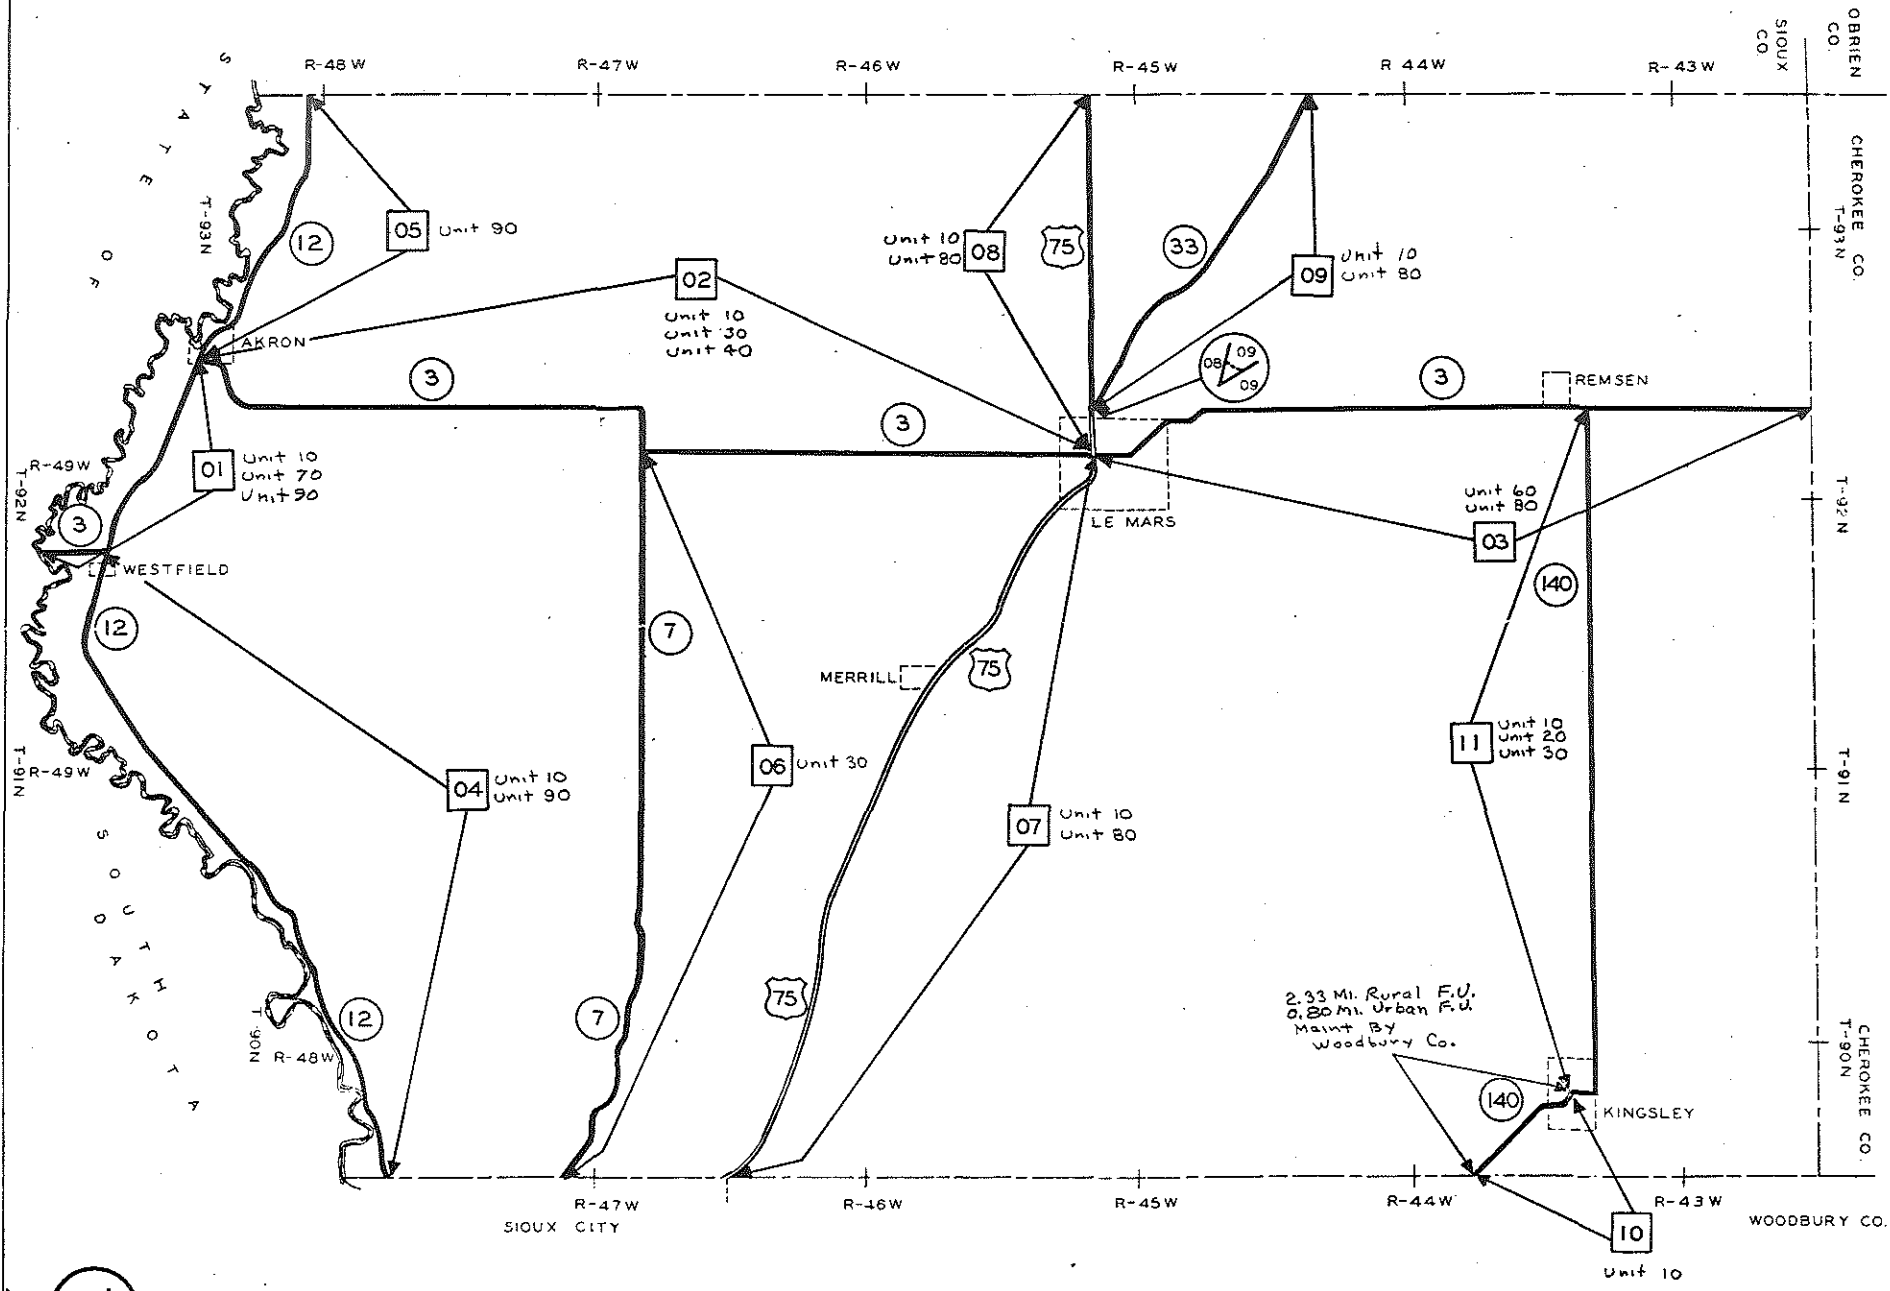 OBRIEN
CO.
SIOUX
CO.
R-48W
R-47W
R-46W
R-45W
R 44W
R-43W
STATE OF
SOUTH
DAKOTA
CHEROKEE CO.
T-93N
T-93N
12
05
Unit 90
02
Unit 10
Unit 30
Unit 40
Unit 10
Unit 80
08
75
33
09
Unit 10
Unit 80
08 09
09
AKRON
3
3
3
REMSEN
R-49W
T-92N
3
01
Unit 10
Unit 70
Unit 90
LE MARS
Unit 60
Unit 80
03
T-92N
WESTFIELD
12
7
140
MERRILL
75
T-91N
R-49W
04
Unit 10
Unit 90
06
Unit 30
07
Unit 10
Unit 80
11
Unit 10
Unit 20
Unit 30
T-91N
75
12
7
T-90N
R-48W
2.33 Mi. Rural F.U.
0.80 Mi. Urban F.U.
Maint By
Woodbury Co.
140
KINGSLEY
T-90N
CHEROKEE CO.
R-47W
R-46W
R-45W
R-44W
R-43W
SIOUX CITY
WOODBURY CO.
10
Unit 10